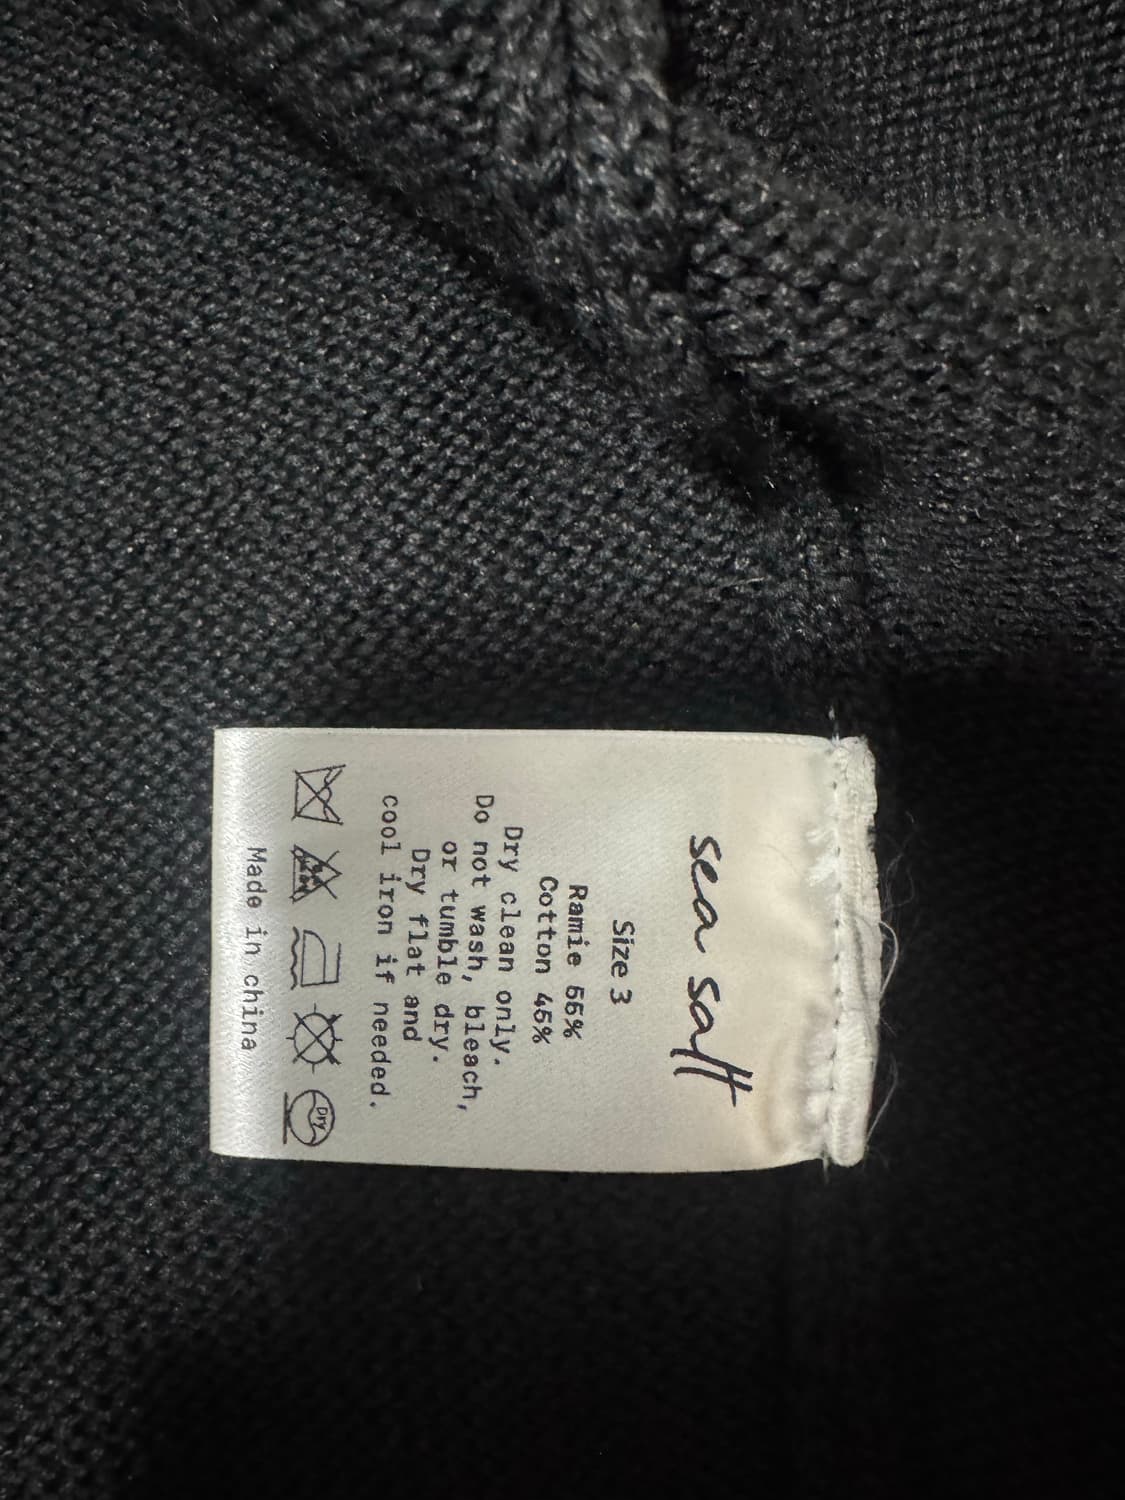 sea salt
Size 3
Ramie 55%
Cotton 45%
Dry clean only.
Do not wash, bleach,
or tumble dry.
Dry flat and
cool iron if needed.
Dry
Made in china